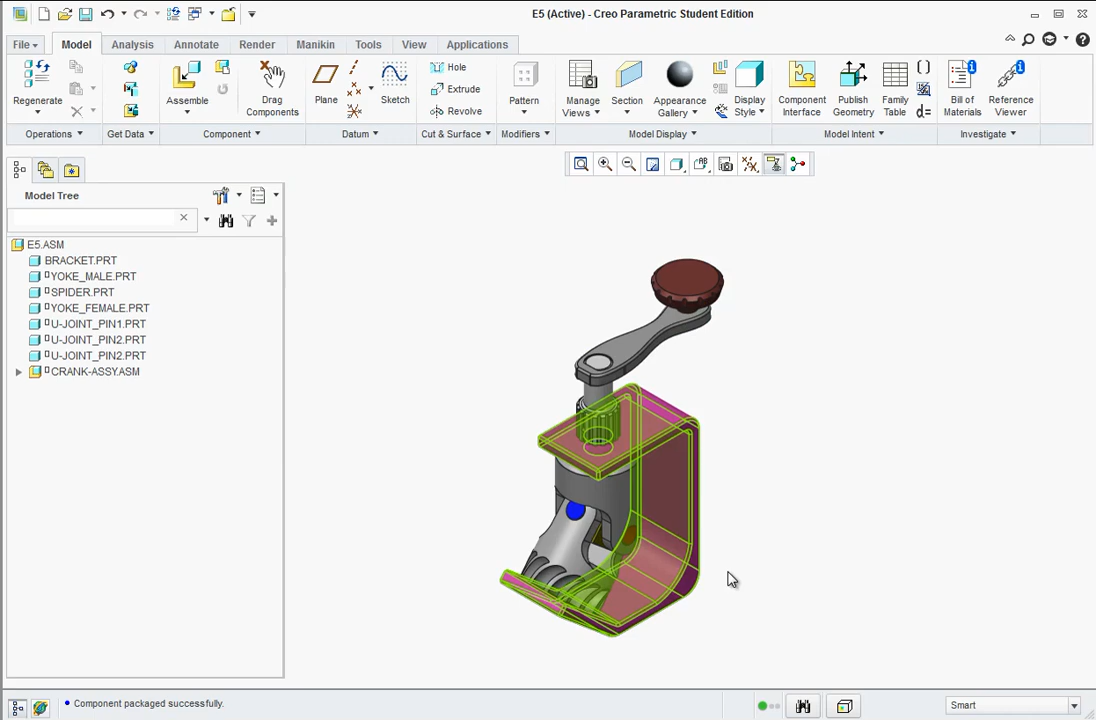 E5 (Active) - Creo Parametric Student Edition
File Model Analysis Annotate Render Manikin Tools View Applications
Regenerate
Assemble
Drag Components
Plane
Sketch
Hole
Extrude
Revolve
Pattern
Manage Views
Section
Appearance Gallery
Display Style
Component Interface
Publish Geometry
Family Table
Bill of Materials
Reference Viewer
Operations Get Data Component Datum Cut & Surface Modifiers Model Display Model Intent Investigate
Model Tree
E5.ASM
BRACKET.PRT
YOKE_MALE.PRT
SPIDER.PRT
YOKE_FEMALE.PRT
U-JOINT_PIN1.PRT
U-JOINT_PIN2.PRT
U-JOINT_PIN2.PRT
CRANK-ASSY.ASM
Component packaged successfully.
Smart